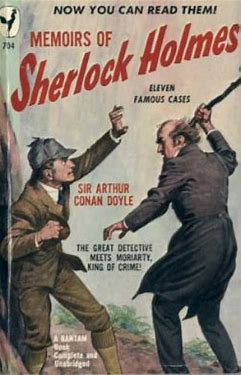 NOW YOU CAN READ THEM!
704
MEMOIRS OF
Sherlock Holmes
ELEVEN
FAMOUS CASES
SIR ARTHUR
CONAN DOYLE
THE GREAT DETECTIVE
MEETS MORIARTY,
KING OF CRIME!
A BANTAM
Book
Complete and
Unabridged